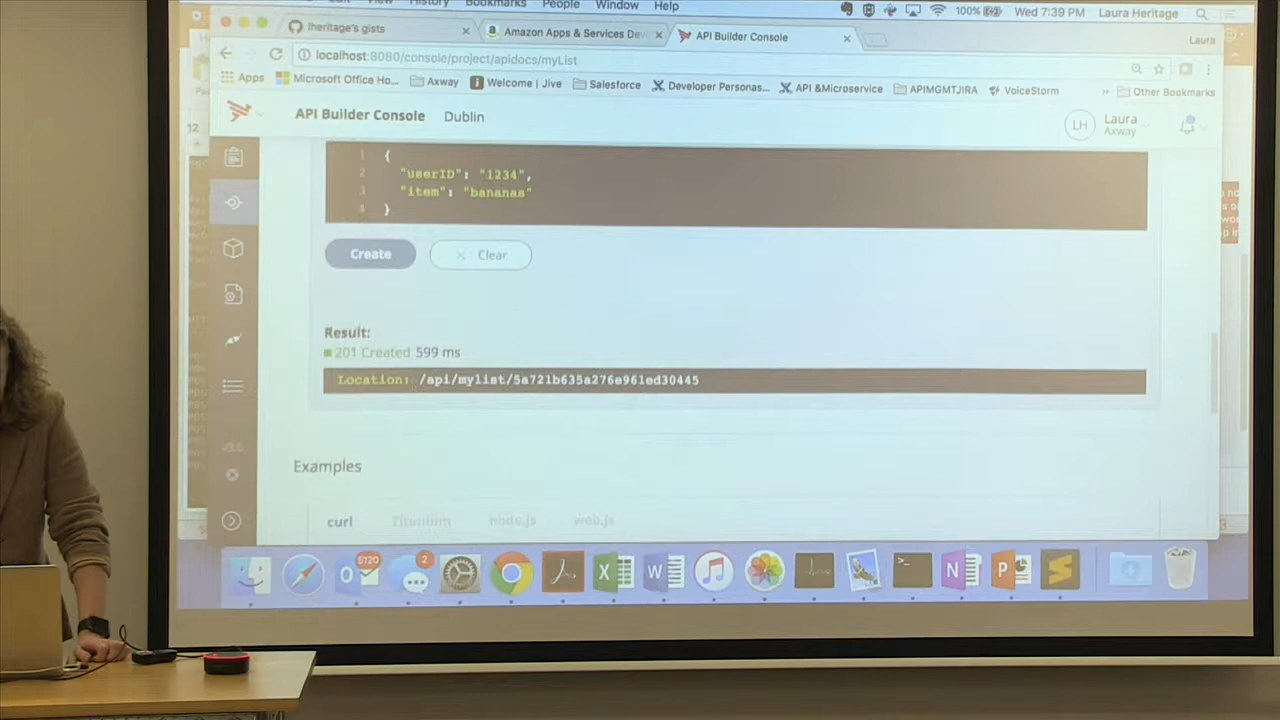 History Bookmarks People Window Help
100% Wed 7:39 PM Laura Heritage
lheritage's gists
Amazon Apps & Services Dev
API Builder Console
Laura
localhost:8080/console/project/apidocs/myList
Apps
Microsoft Office Ho...
Axway
Welcome | Jive
Salesforce
Developer Personas...
API &Microservice
APIMGMTJIRA
VoiceStorm
» Other Bookmarks
API Builder Console Dublin
LH
Laura
Axway
12
1 {
2 "userID": "1234",
3 "item": "bananas"
4 }
Create
Clear
Result:
201 Created 599 ms
Location: /api/mylist/5a721b635a276e961ed30445
Examples
curl Titanium node.js web.js
6120
2